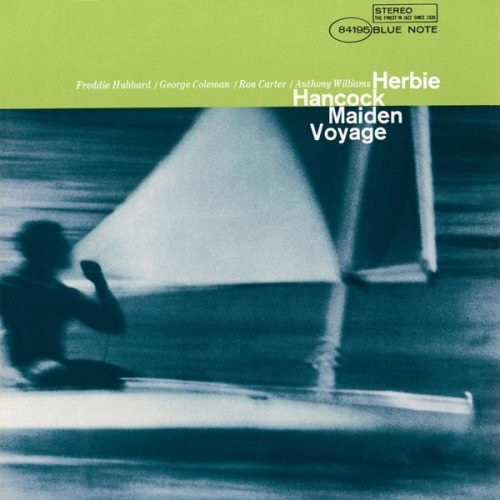 STEREO
THE FINEST IN JAZZ SINCE 1939
84195 BLUE NOTE
Freddie Hubbard / George Coleman / Ron Carter / Anthony Williams Herbie
Hancock
Maiden
Voyage